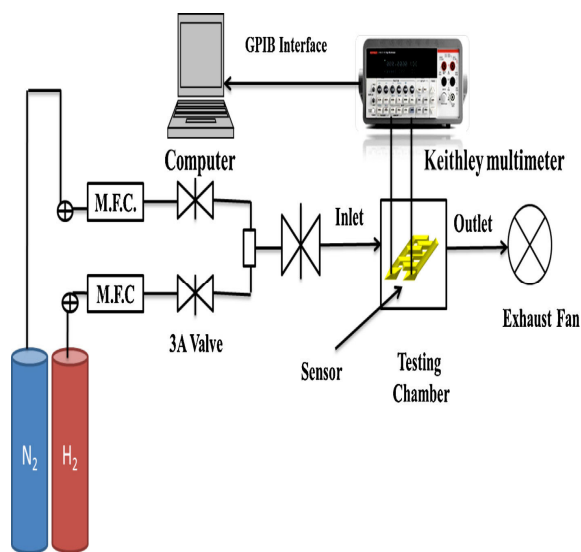 GPIB Interface
Computer
Keithley multimeter
M.F.C.
Inlet
Outlet
M.F.C
3A Valve
Exhaust Fan
Sensor
Testing
Chamber
N2
H2